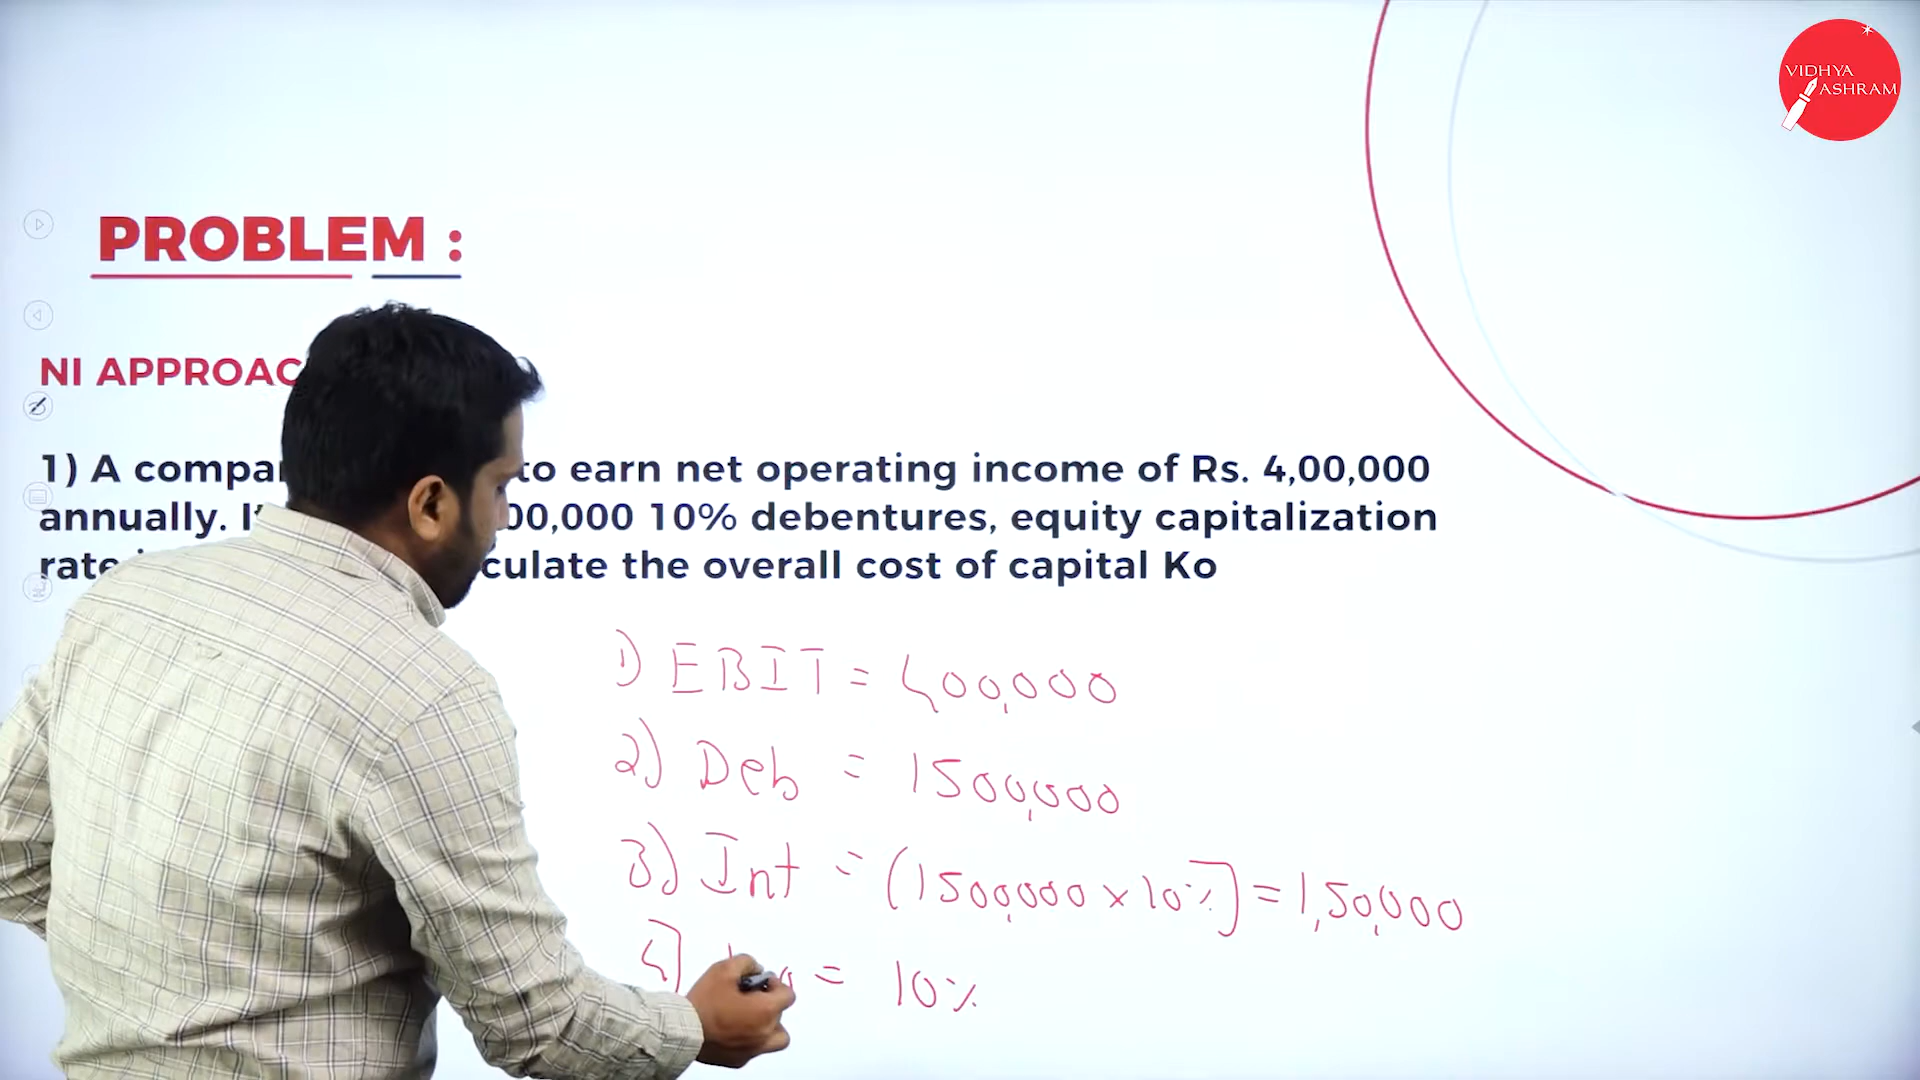 VIDHYA
ASHRAM
PROBLEM :
NI APPROAC
1) A compa to earn net operating income of Rs. 4,00,000
annually. 00,000 10% debentures, equity capitalization
rate culate the overall cost of capital Ko
1) EBIT = 400,000
2) Deb = 1500,000
3) Int = (1500,000 x 10%) = 1,50,000
4) = 10%